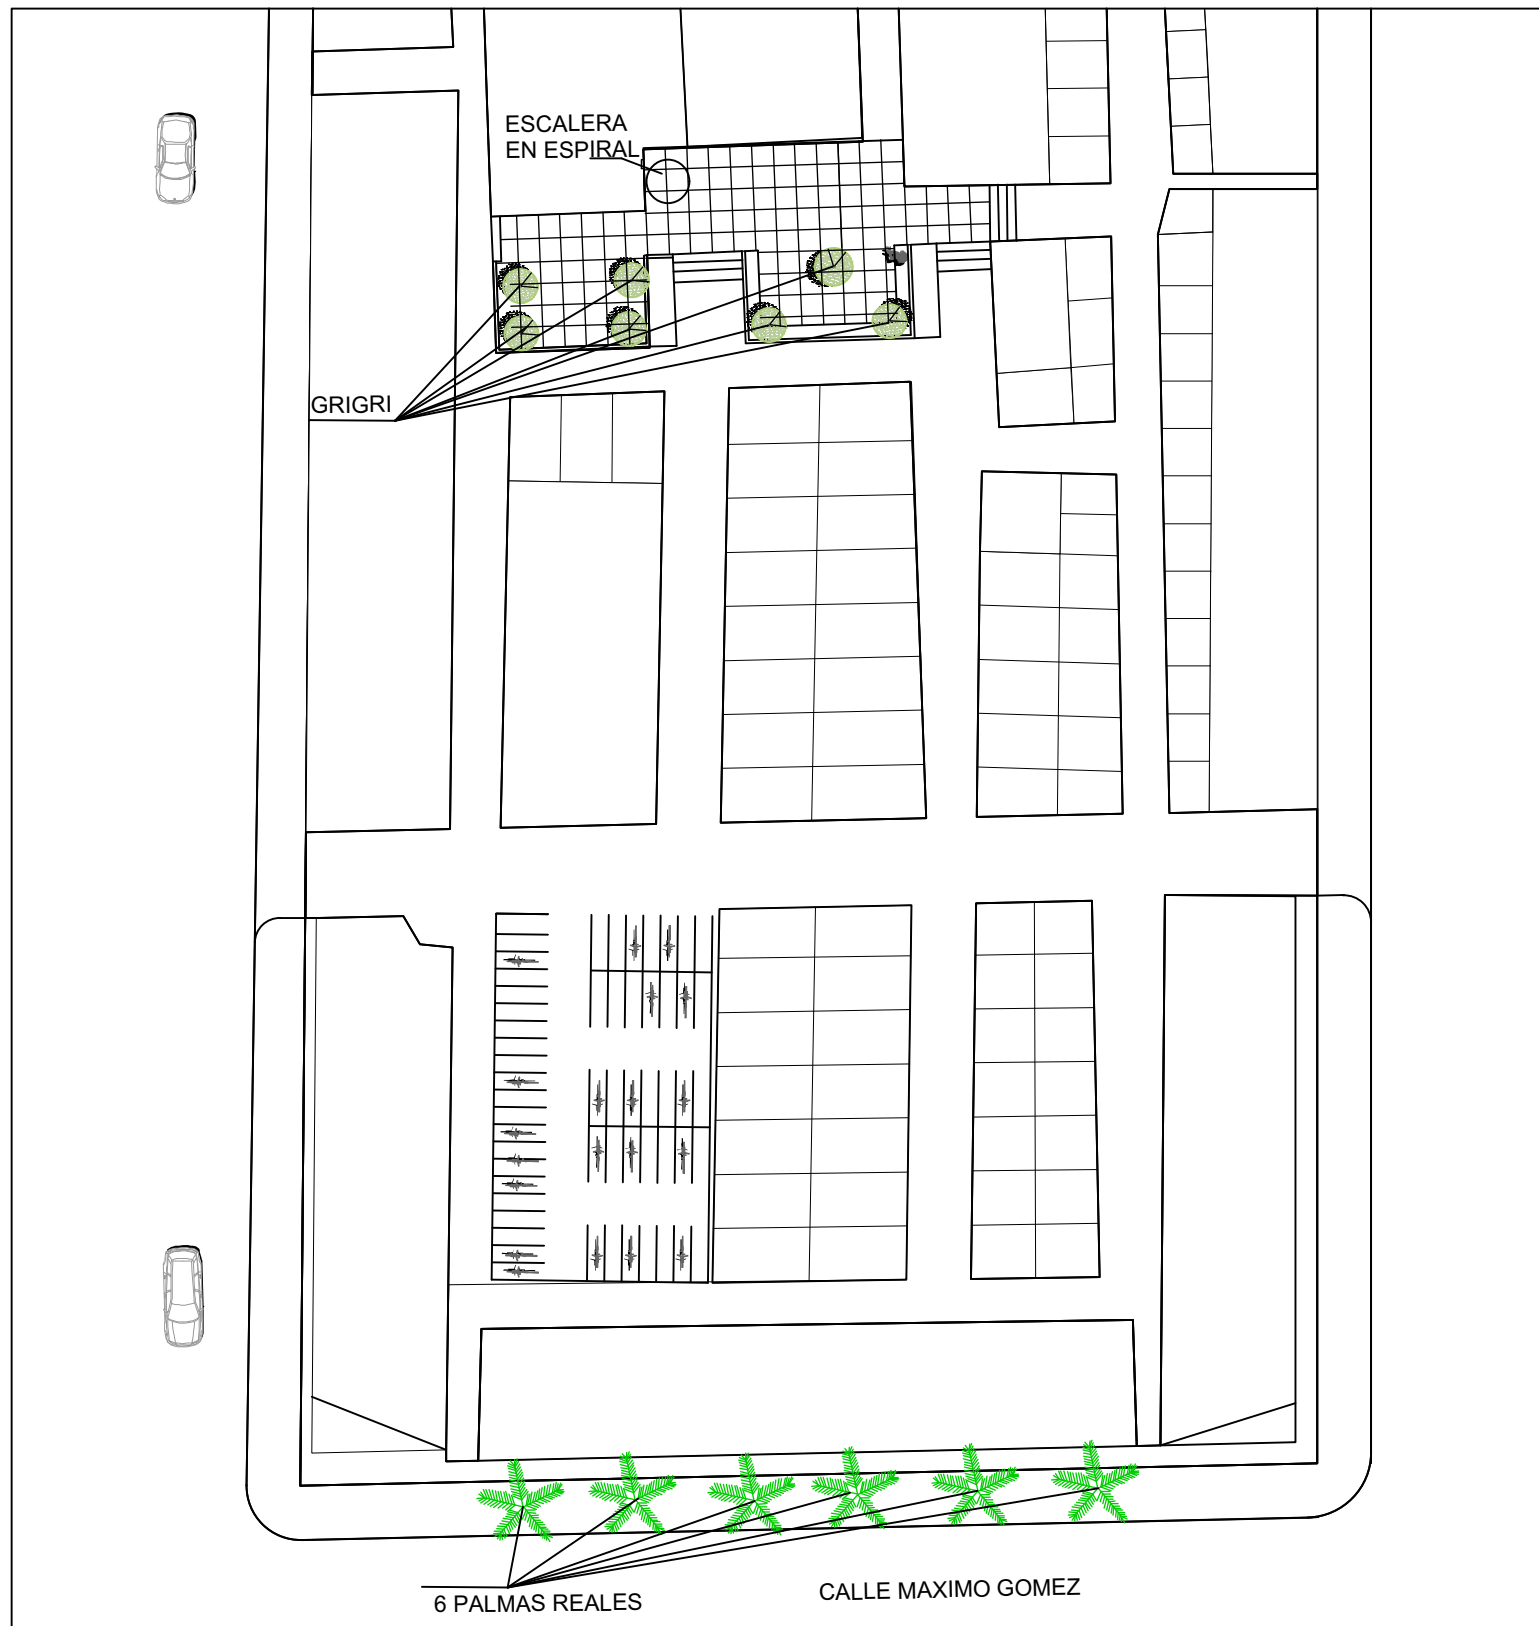 ESCALERA
EN ESPIRAL
GRIGRI
6 PALMAS REALES
CALLE MAXIMO GOMEZ